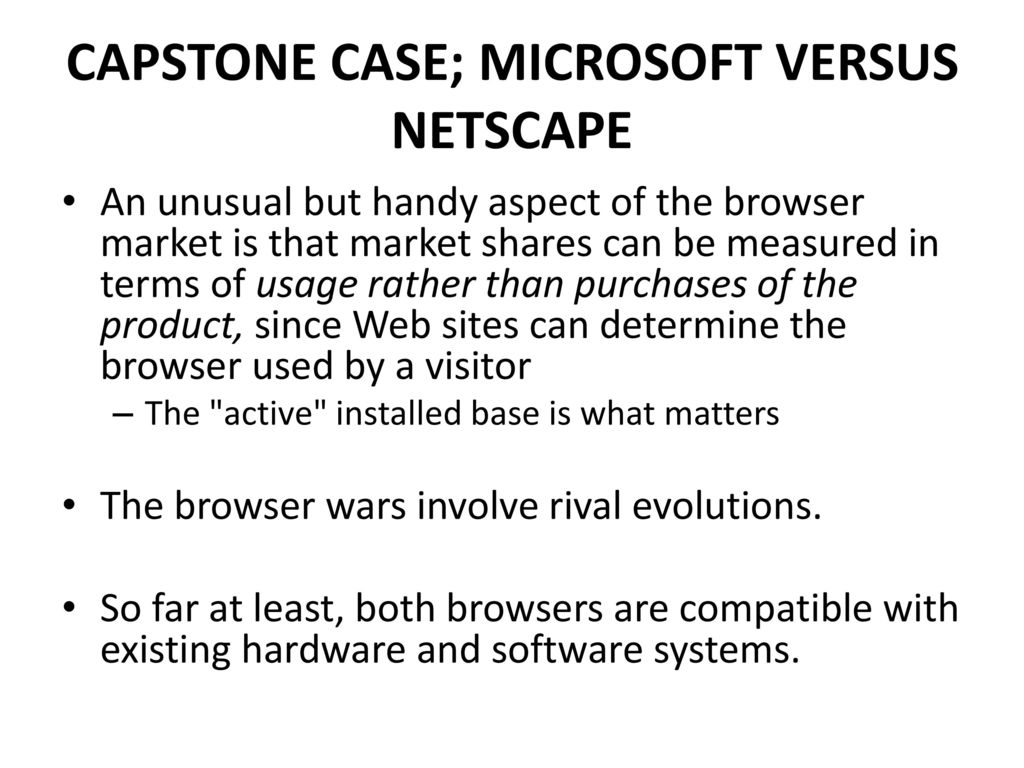 CAPSTONE CASE; MICROSOFT VERSUS
NETSCAPE
• An unusual but handy aspect of the browser
market is that market shares can be measured in
terms of usage rather than purchases of the
product, since Web sites can determine the
browser used by a visitor
– The "active" installed base is what matters
• The browser wars involve rival evolutions.
• So far at least, both browsers are compatible with
existing hardware and software systems.